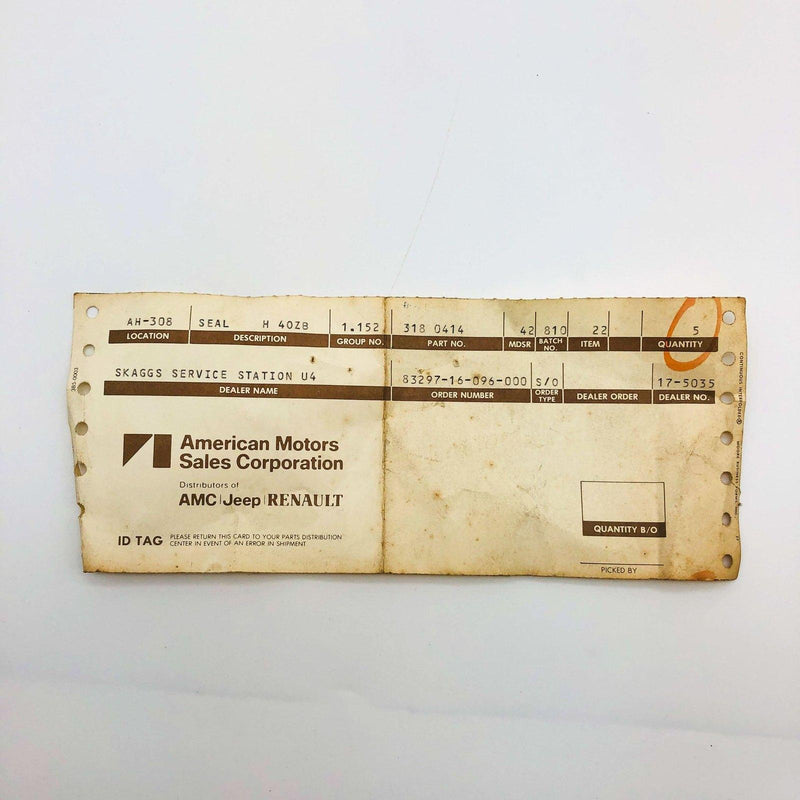 AH-308 SEAL H 40ZB 1.152 318 0414 42 810 22 5
LOCATION DESCRIPTION GROUP NO. PART NO. MDSR BATCH NO. ITEM QUANTITY
SKAGGS SERVICE STATION U4 83297-16-096-000 S/O 17-5035
DEALER NAME ORDER NUMBER ORDER TYPE DEALER ORDER DEALER NO.
385-0003
American Motors
Sales Corporation
Distributors of
AMC Jeep RENAULT
ID TAG PLEASE RETURN THIS CARD TO YOUR PARTS DISTRIBUTION
CENTER IN EVENT OF AN ERROR IN SHIPMENT
QUANTITY B/O
PICKED BY